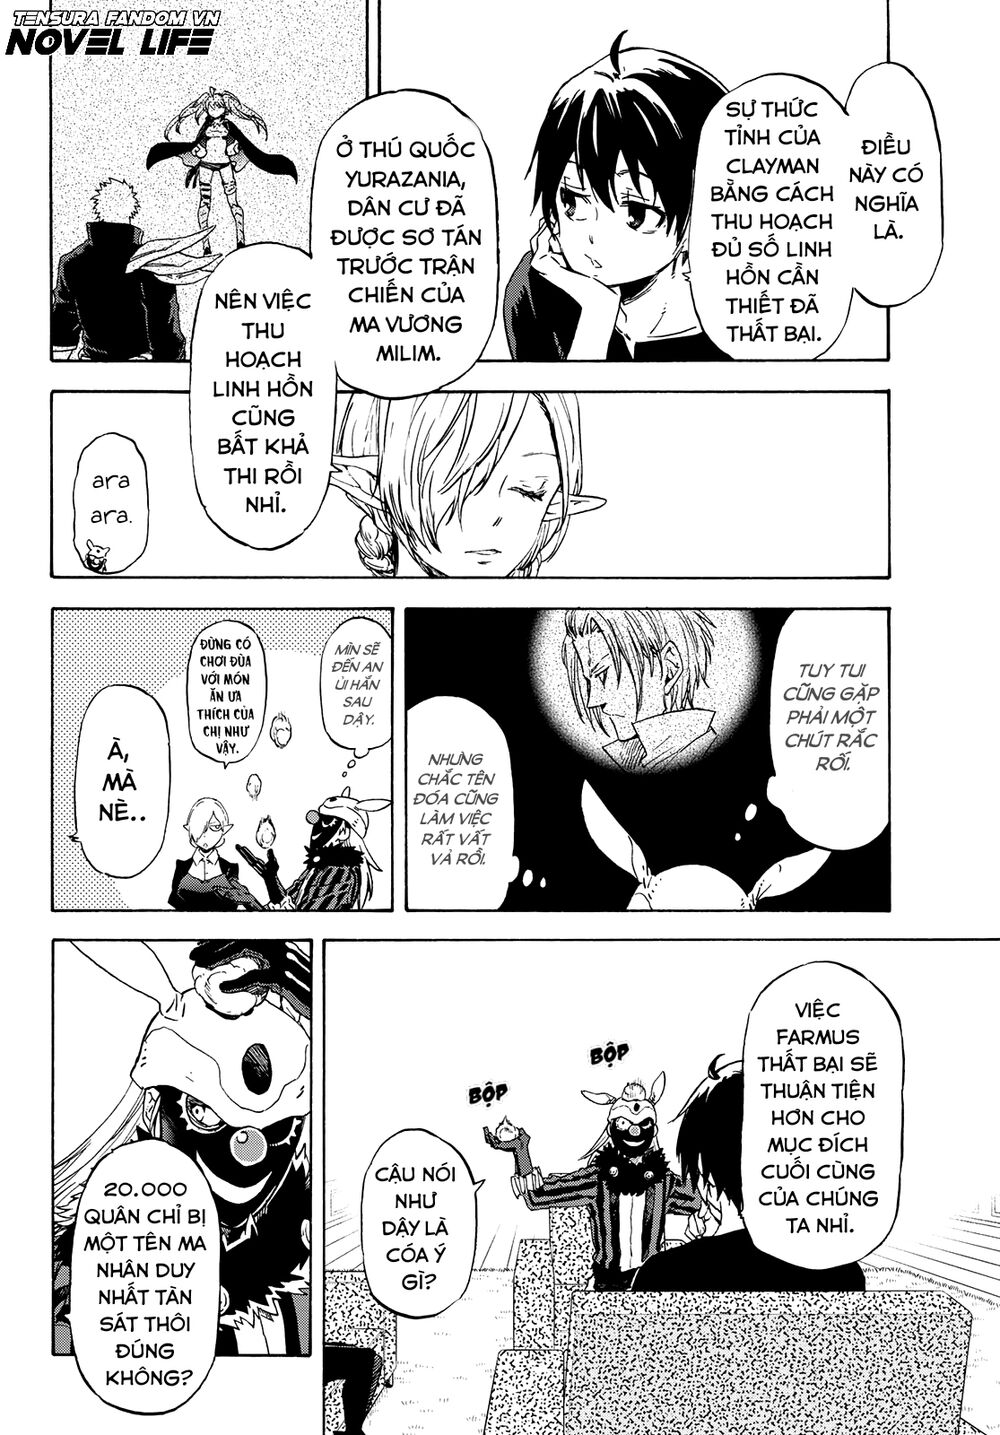 TENSURA FANDOM VN
NOVEL LIFE
ĐIỀU
NÀY CÓ
NGHĨA
LÀ.
SỰ THỨC
TỈNH CỦA
CLAYMAN
BẰNG CÁCH
THU HOẠCH
ĐỦ SỐ LINH
HỒN CẦN
THIẾT ĐÃ
THẤT BẠI.
Ở THÚ QUỐC
YURAZANIA,
DÂN CƯ ĐÃ
ĐƯỢC SƠ TÁN
TRƯỚC TRẬN
CHIẾN CỦA
MA VƯƠNG
MILIM.
NÊN VIỆC
THU
HOẠCH
LINH HỒN
CŨNG
BẤT KHẢ
THI RỒI
NHỈ.
ara
ara.
TUY TUI
CŨNG GẶP
PHẢI MỘT
CHÚT RẮC
RỐI.
NHƯNG
CHẮC TÊN
ĐÓA CŨNG
LÀM VIỆC
RẤT VẤT
VẢ RỒI.
MÌN SẼ
ĐẾN AN
ỦI HẮN
SAU
DẬY.
ĐỪNG CÓ
CHƠI ĐÙA
VỚI MÓN
ĂN ƯA
THÍCH CỦA
CHỊ NHƯ
VẬY.
À,
MÀ
NÈ..
VIỆC
FARMUS
THẤT BẠI SẼ
THUẬN TIỆN
HƠN CHO
MỤC ĐÍCH
CUỐI CÙNG
CỦA CHÚNG
TA NHỈ.
BỘP
BỘP
CẬU NÓI
NHƯ
DẬY LÀ
CÓA Ý
GÌ?
20.000
QUÂN CHỈ BỊ
MỘT TÊN MA
NHÂN DUY
NHẤT TÀN
SÁT THÔI
ĐÚNG
KHÔNG?